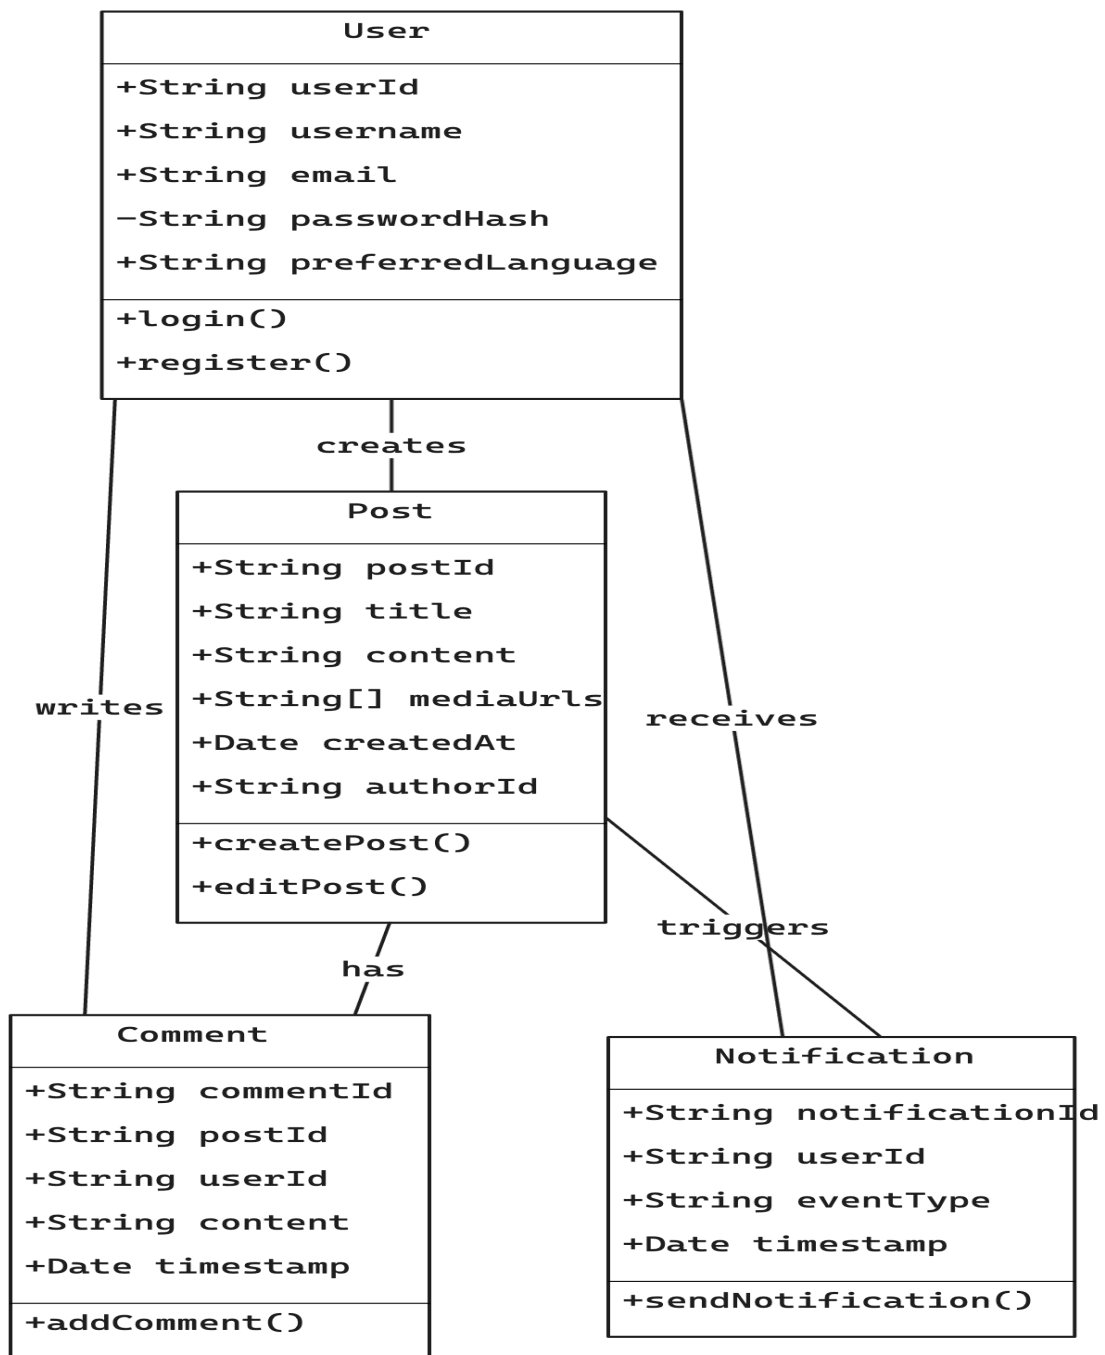 User
+String userId
+String username
+String email
-String passwordHash
+String preferredLanguage
+login()
+register()
creates
Post
+String postId
+String title
+String content
+String[] mediaUrls
+Date createdAt
+String authorId
+createPost()
+editPost()
writes
receives
triggers
has
Comment
+String commentId
+String postId
+String userId
+String content
+Date timestamp
+addComment()
Notification
+String notificationId
+String userId
+String eventType
+Date timestamp
+sendNotification()